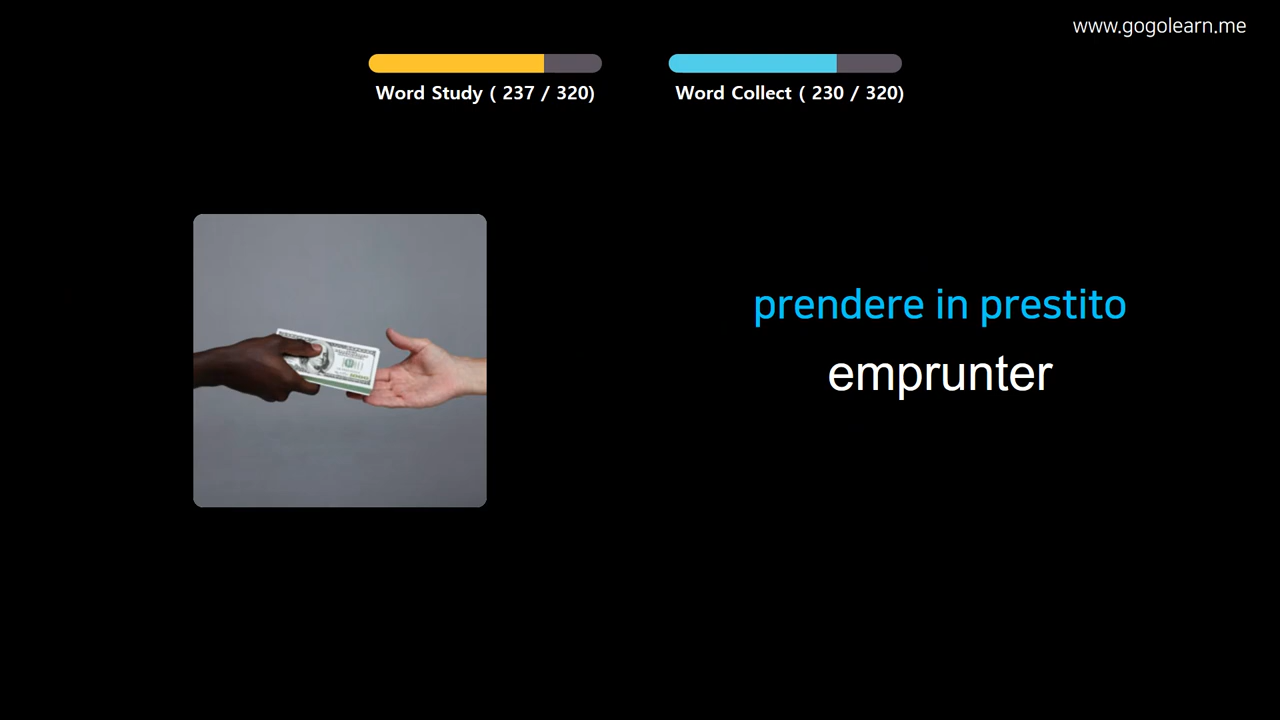 www.gogolearn.me
Word Study ( 237 / 320)
Word Collect ( 230 / 320)
prendere in prestito
emprunter